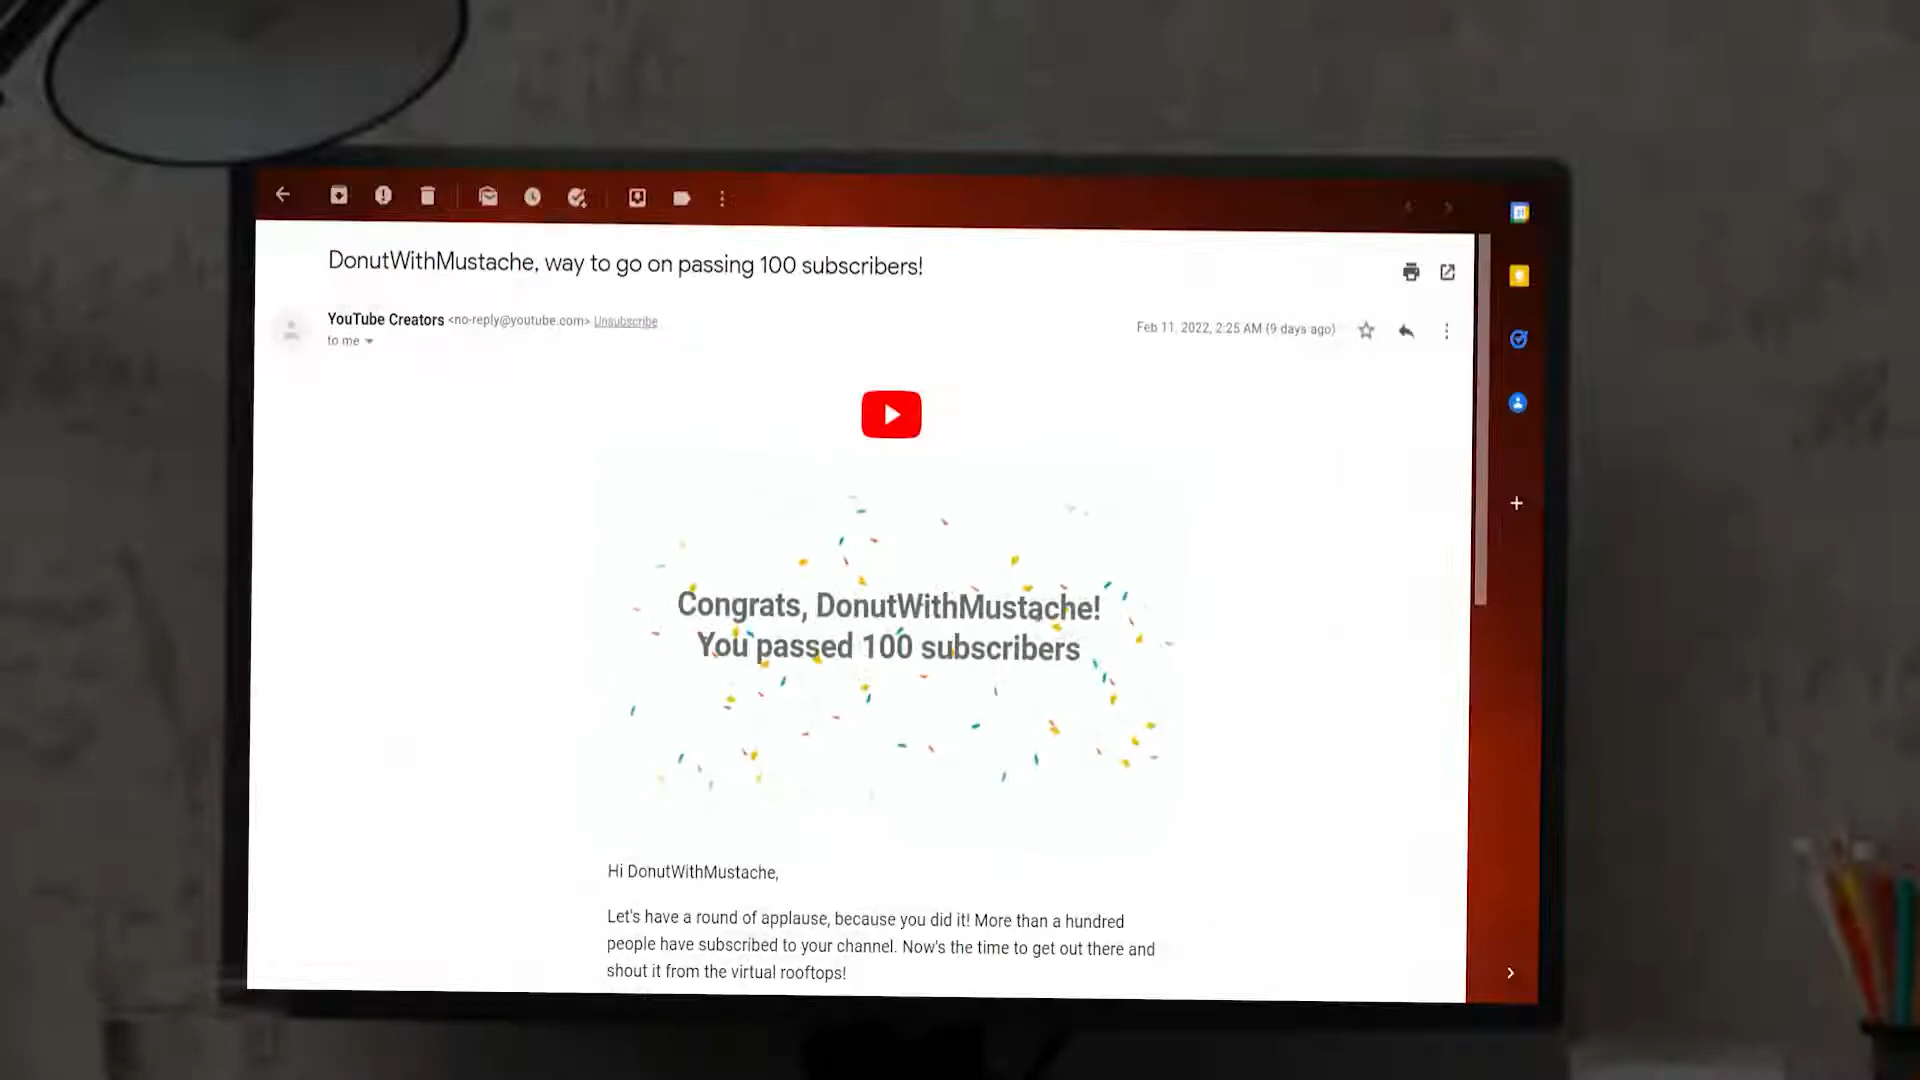 DonutWithMustache, way to go on passing 100 subscribers!
YouTube Creators <no-reply@youtube.com> Unsubscribe
Feb 11, 2022, 2:25 AM (9 days ago)
to me
Congrats, DonutWithMustache!
You passed 100 subscribers
Hi DonutWithMustache,
Let's have a round of applause, because you did it! More than a hundred
people have subscribed to your channel. Now's the time to get out there and
shout it from the virtual rooftops!